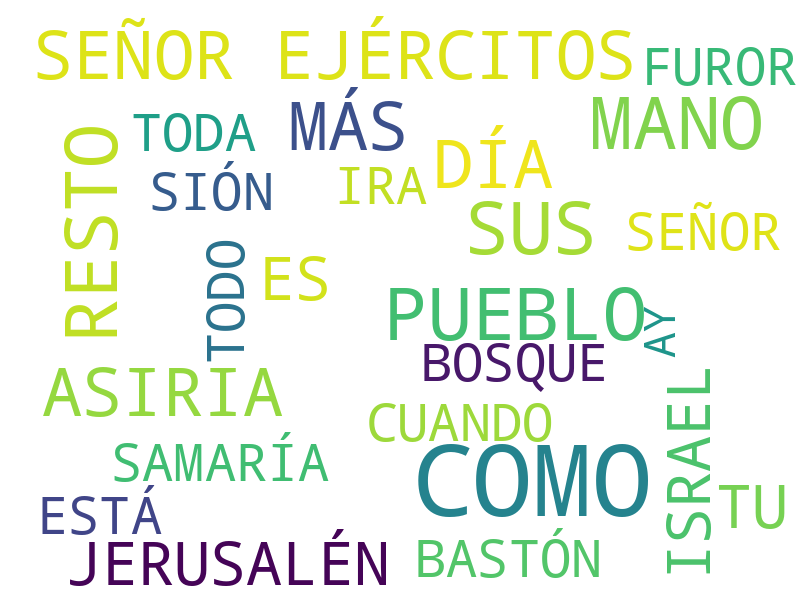 SEÑOR EJÉRCITOS
FUROR
TODA
MÁS
MANO
RESTO
SIÓN
IRA
DÍA
SUS
SEÑOR
TODO
ES
PUEBLO
AY
BOSQUE
ASIRIA
CUANDO
ISRAEL
SAMARÍA
COMO
TU
ESTÁ
JERUSALÉN
BASTÓN